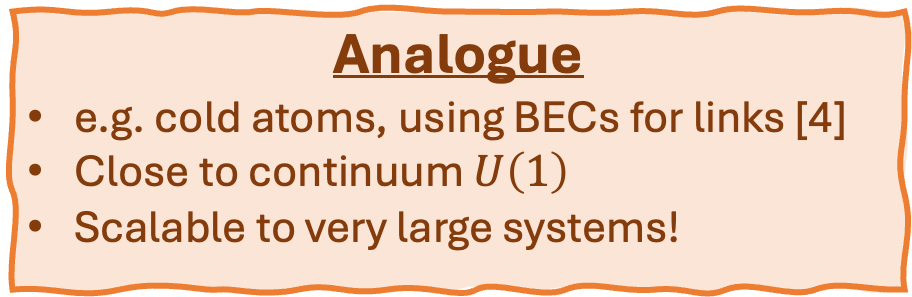 Analogue
• e.g. cold atoms, using BECs for links [4]
• Close to continuum U(1)
• Scalable to very large systems!